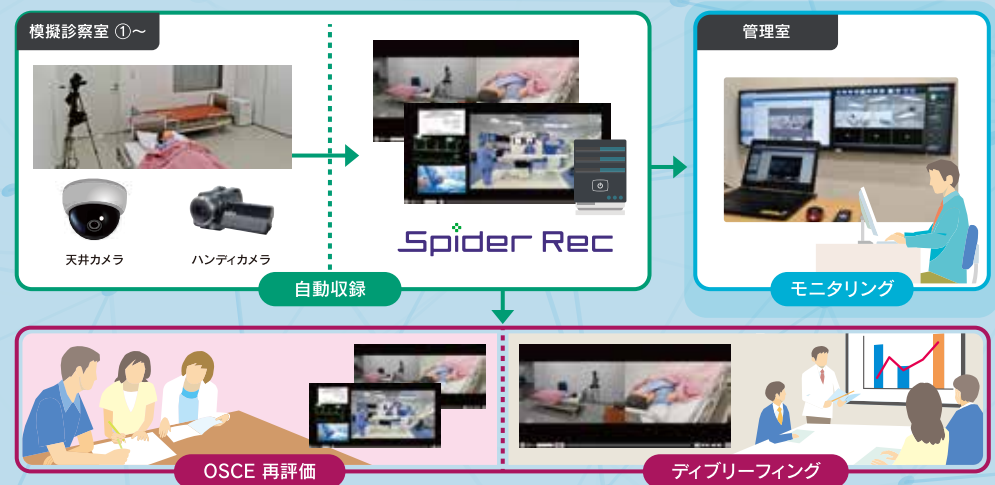 模擬診察室 ①～
管理室
天井カメラ
ハンディカメラ
Spider Rec
自動収録
モニタリング
OSCE 再評価
ディブリーフィング